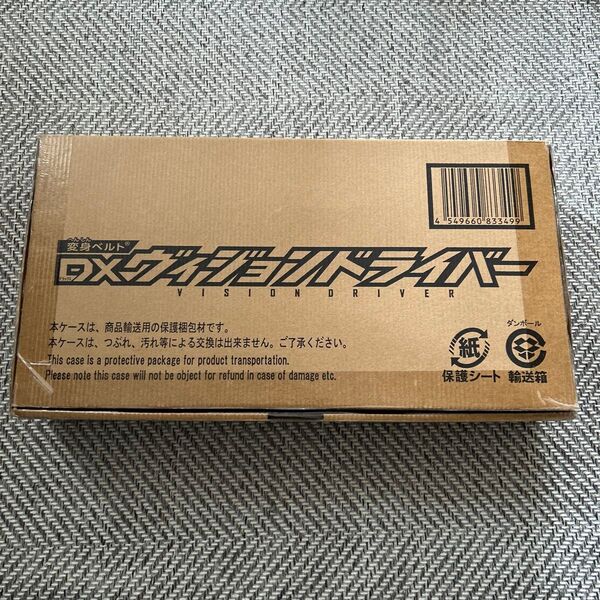 4 549660 833499
変身ベルト®
DXヴィジョンドライバー
VISION DRIVER
本ケースは、商品輸送用の保護梱包材です。
本ケースは、つぶれ、汚れ等による交換は出来ません。ご了承ください。
This case is a protective package for product transportation.
Please note this case will not be object for refund in case of damage etc.
紙
保護シート
ダンボール
輸送箱